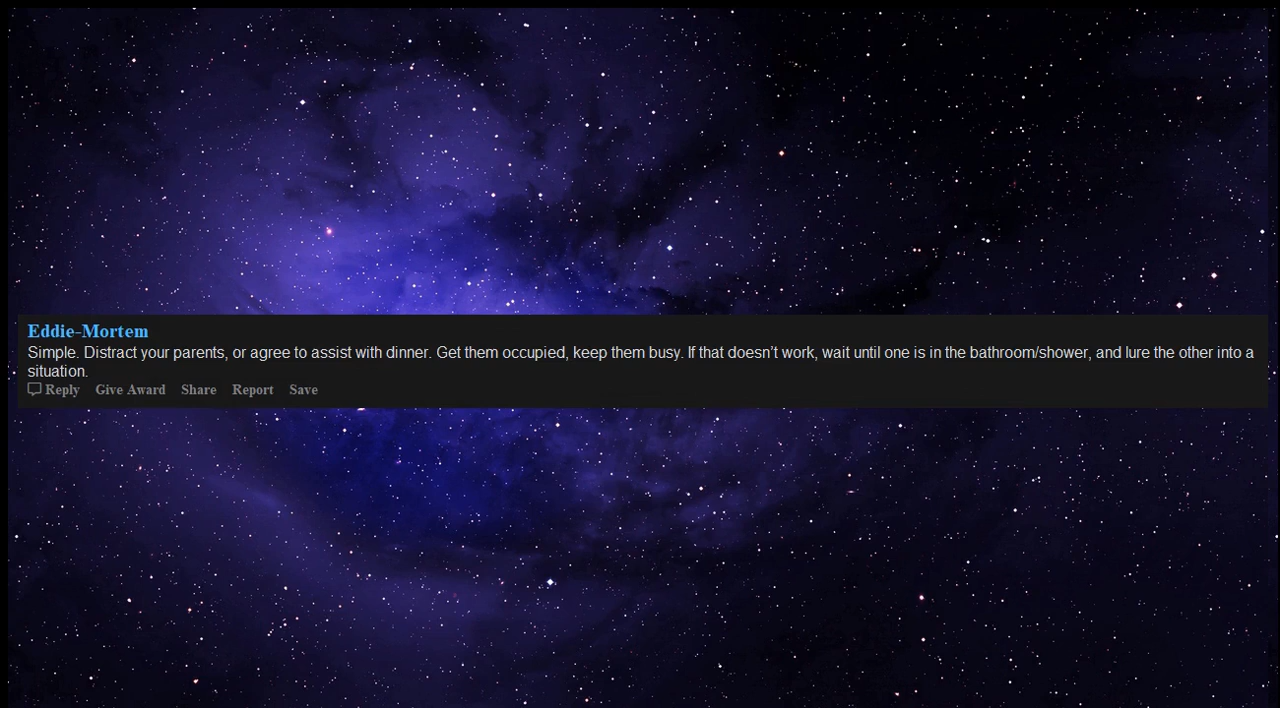 Eddie-Mortem
Simple. Distract your parents, or agree to assist with dinner. Get them occupied, keep them busy. If that doesn’t work, wait until one is in the bathroom/shower, and lure the other into a
situation.
Reply Give Award Share Report Save